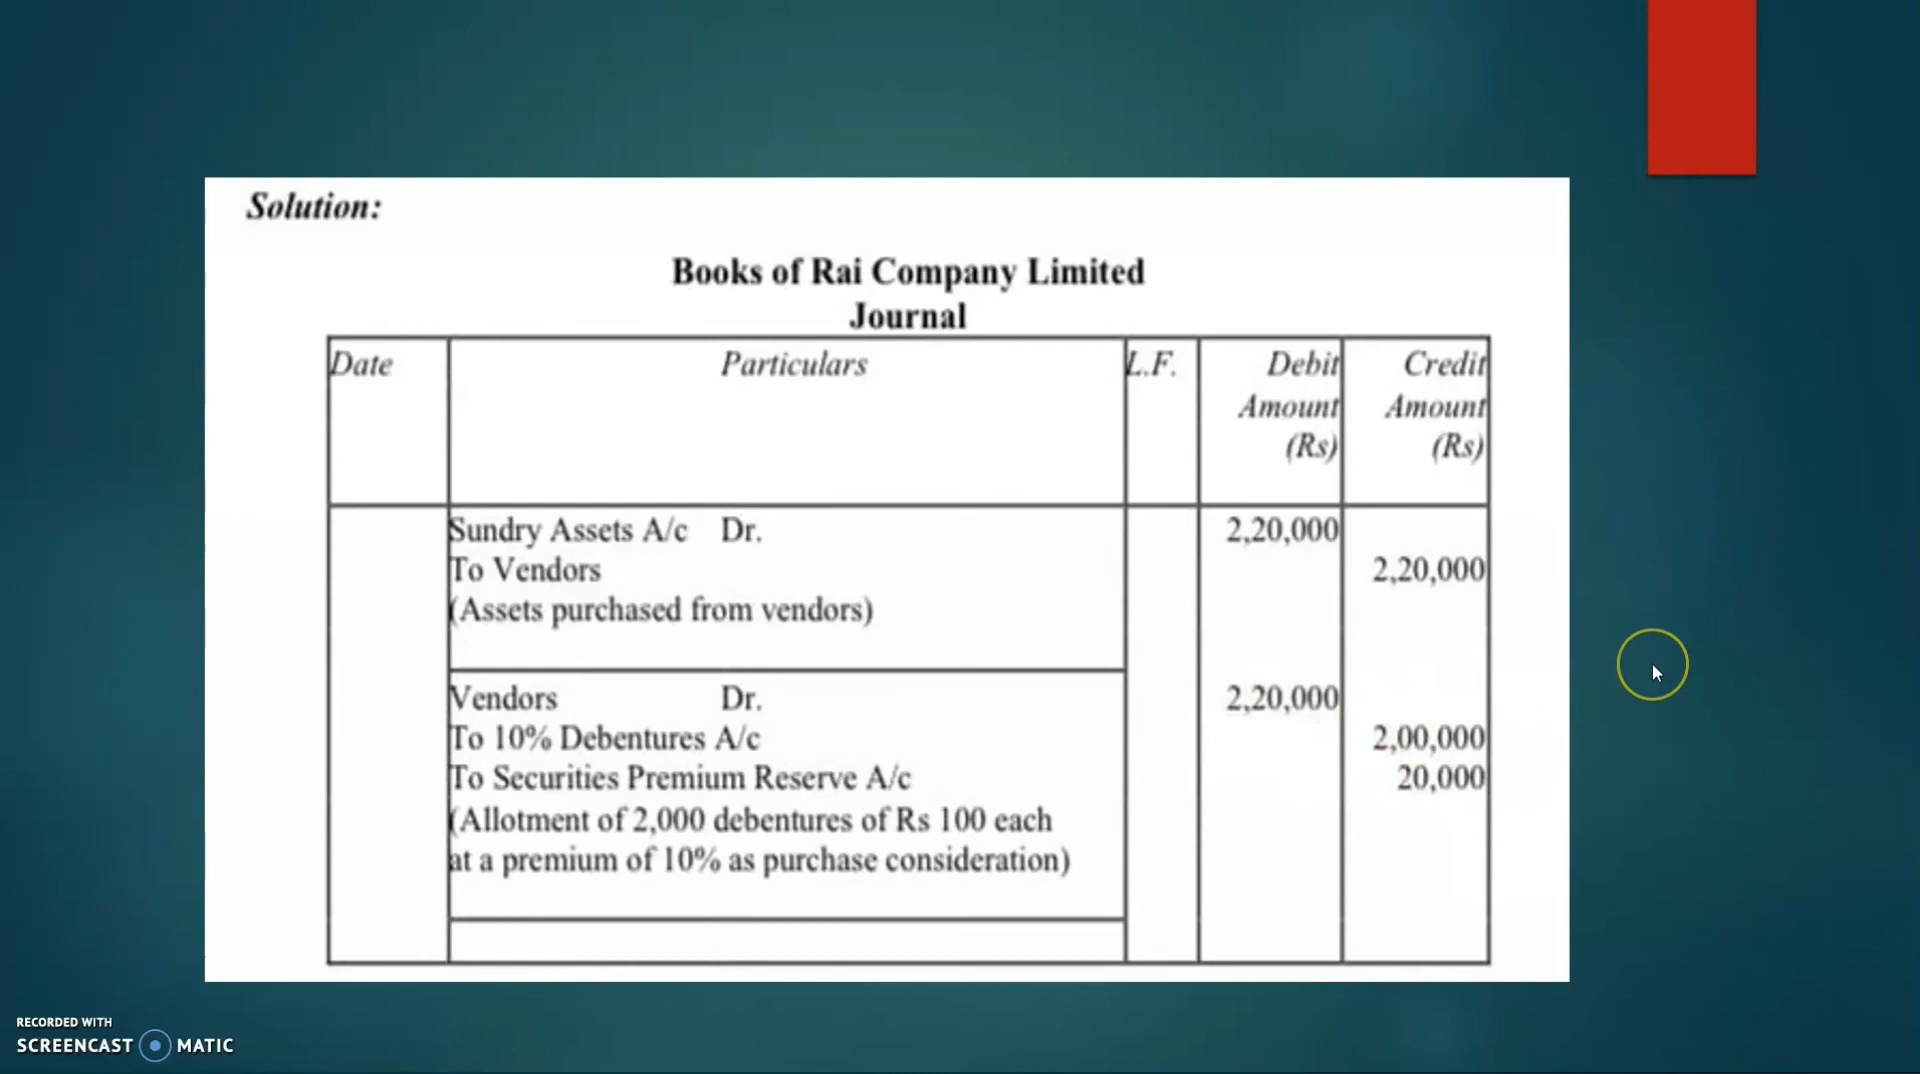 Solution:
Books of Rai Company Limited
Journal
Date Particulars L.F. Debit Amount (Rs) Credit Amount (Rs)
Sundry Assets A/c Dr. 2,20,000
To Vendors 2,20,000
(Assets purchased from vendors)
Vendors Dr. 2,20,000
To 10% Debentures A/c 2,00,000
To Securities Premium Reserve A/c 20,000
(Allotment of 2,000 debentures of Rs 100 each
at a premium of 10% as purchase consideration)
RECORDED WITH
SCREENCAST MATIC